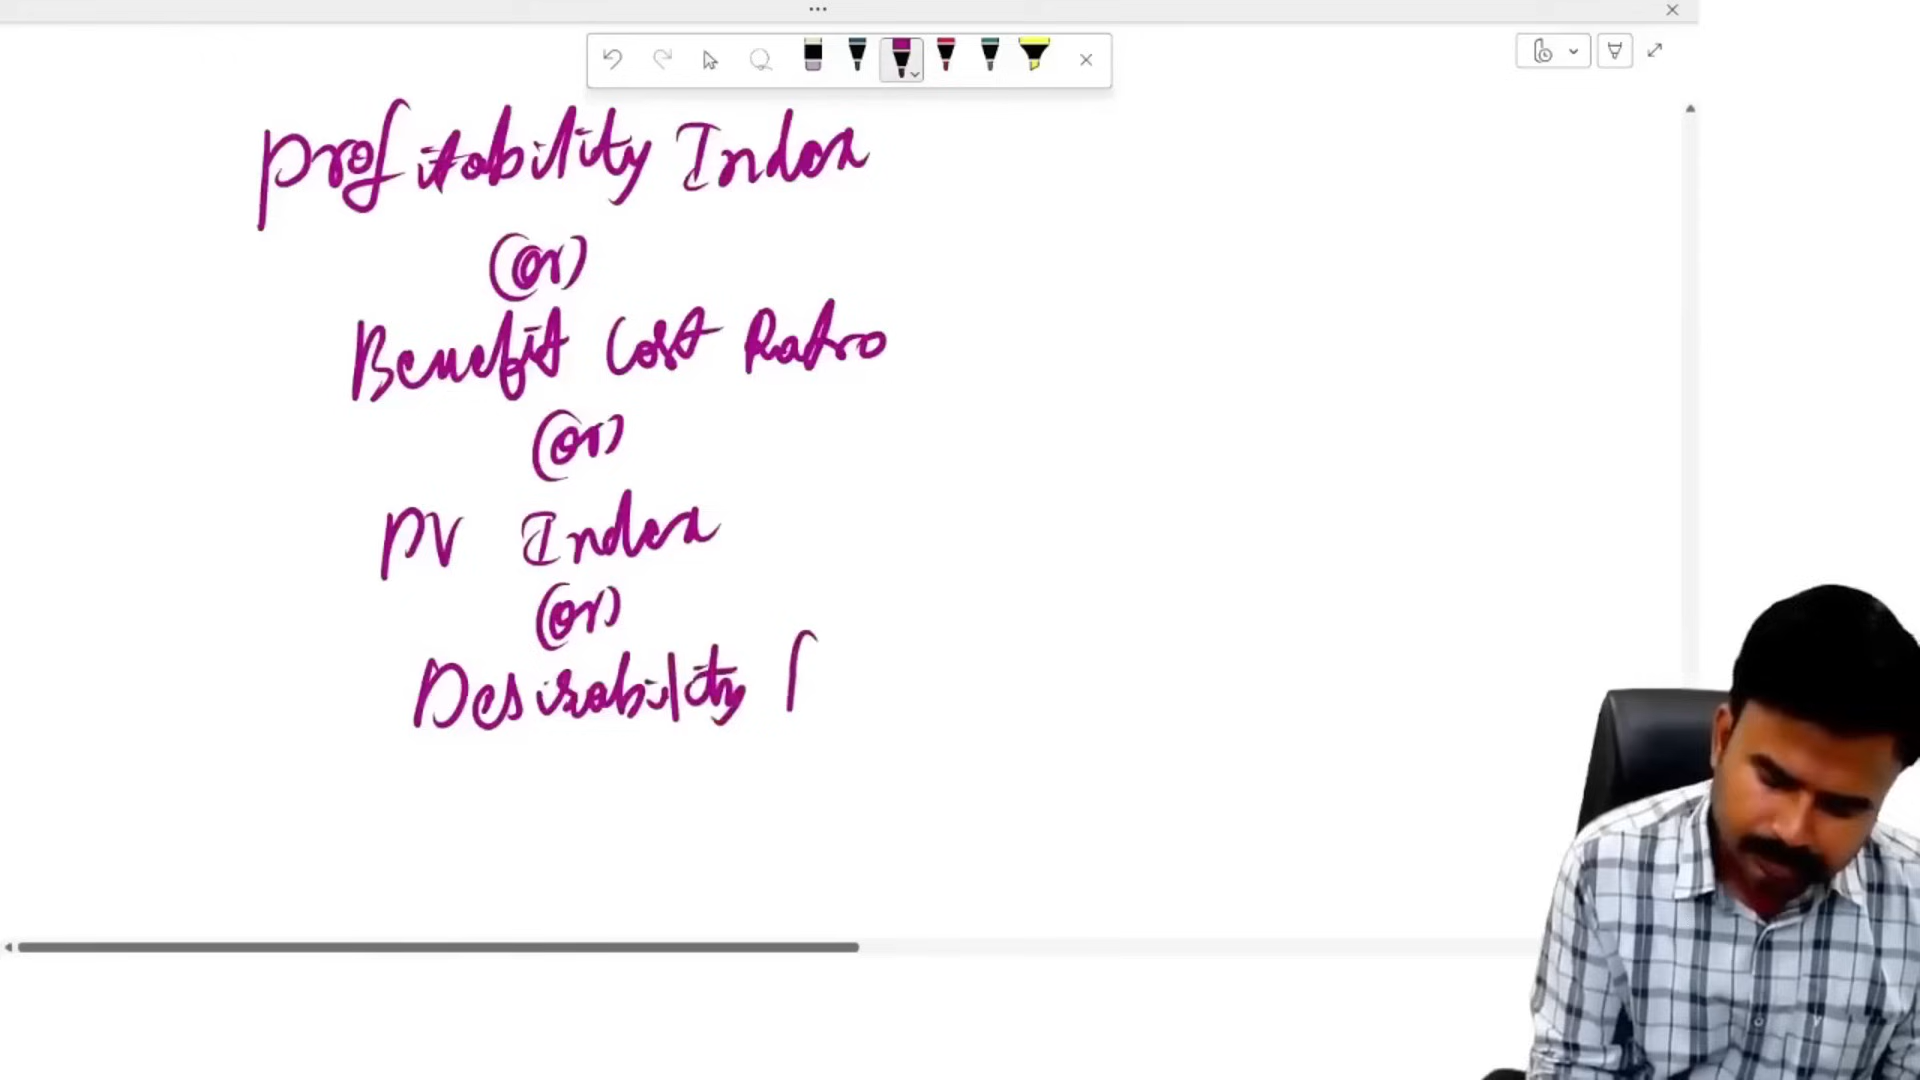 Profitability Index
(or)
Benefit Cost Ratio
(or)
PV Index
(or)
Desirability